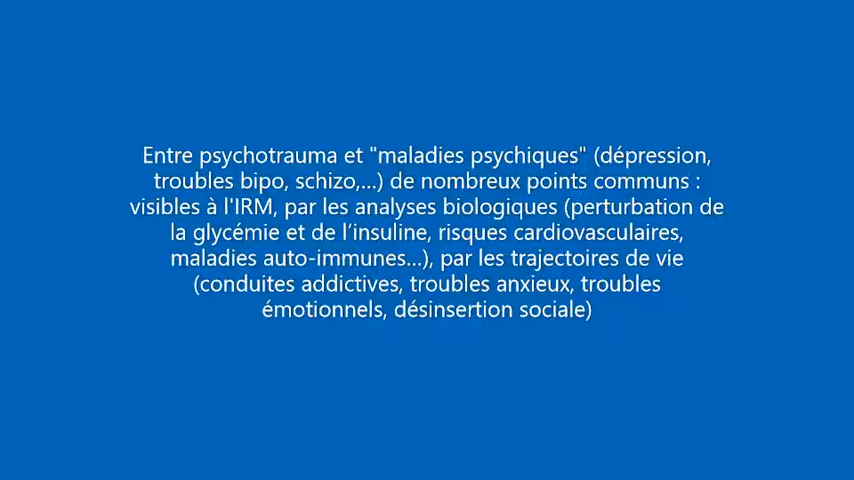 Entre psychotrauma et "maladies psychiques" (dépression,
troubles bipo, schizo,...) de nombreux points communs :
visibles à l'IRM, par les analyses biologiques (perturbation de
la glycémie et de l’insuline, risques cardiovasculaires,
maladies auto-immunes...), par les trajectoires de vie
(conduites addictives, troubles anxieux, troubles
émotionnels, désinsertion sociale)